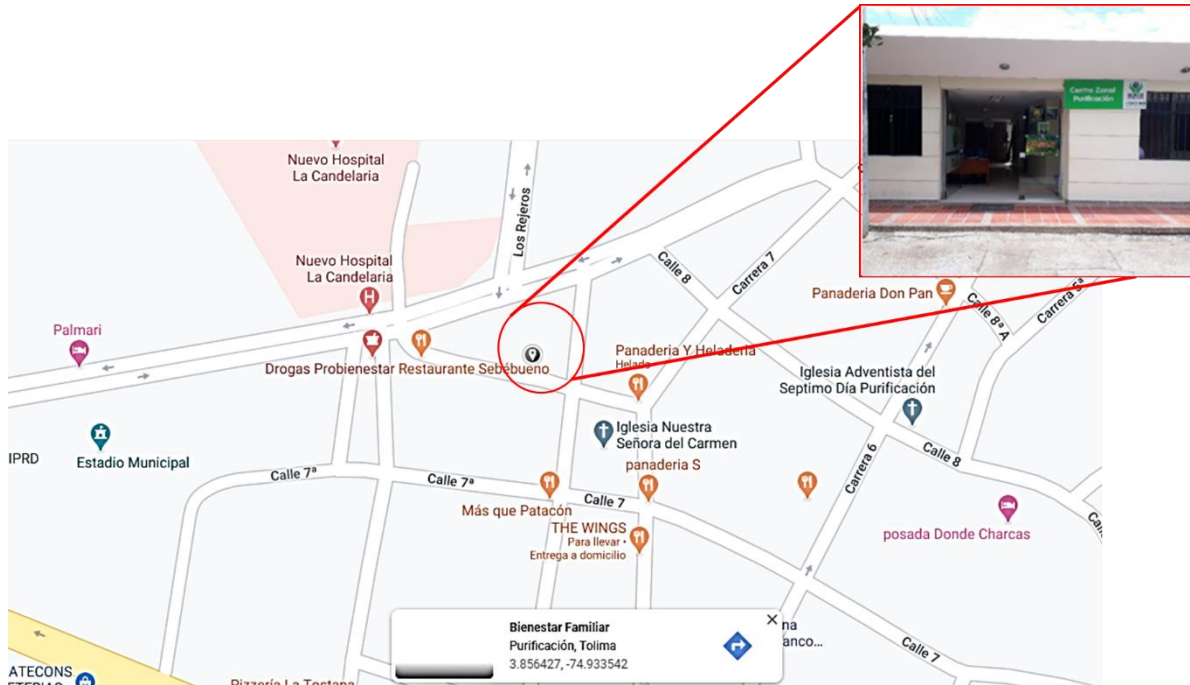 Centro Zonal
Purificación
Nuevo Hospital
La Candelaria
Los Rejeros
Nuevo Hospital
La Candelaria
Calle 8
Carrera 7
Panaderia Don Pan
Calle 8ª A
Carrera 5ª
Palmari
Drogas Probienestar
Restaurante Sebébueno
Panaderia Y Heladería
Helado
Iglesia Adventista del
Septimo Día Purificación
Iglesia Nuestra
Señora del Carmen
IPRD
Estadio Municipal
Calle 7ª
Calle 7ª
panaderia S
Carrera 6
Calle 8
Más que Patacón
Calle 7
THE WINGS
Para llevar •
Entrega a domicilio
posada Donde Charcas
Bienestar Familiar
Purificación, Tolima
3.856427, -74.933542
Calle 7
ATECONS
Pizzería La Tostana